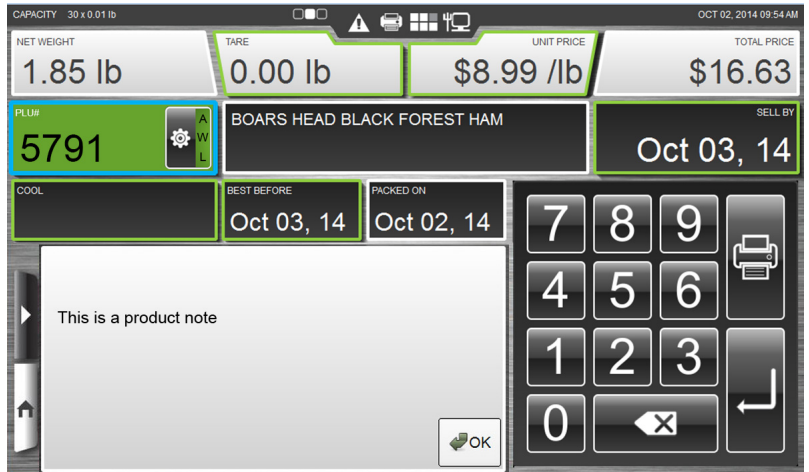 CAPACITY 30 x 0.01 lb
OCT 02, 2014 09:54 AM
NET WEIGHT
1.85 lb
TARE
0.00 lb
UNIT PRICE
$8.99 /lb
TOTAL PRICE
$16.63
PLU#
5791
A
W
L
BOARS HEAD BLACK FOREST HAM
SELL BY
Oct 03, 14
COOL
BEST BEFORE
Oct 03, 14
PACKED ON
Oct 02, 14
This is a product note
OK
7 8 9
4 5 6
1 2 3
0